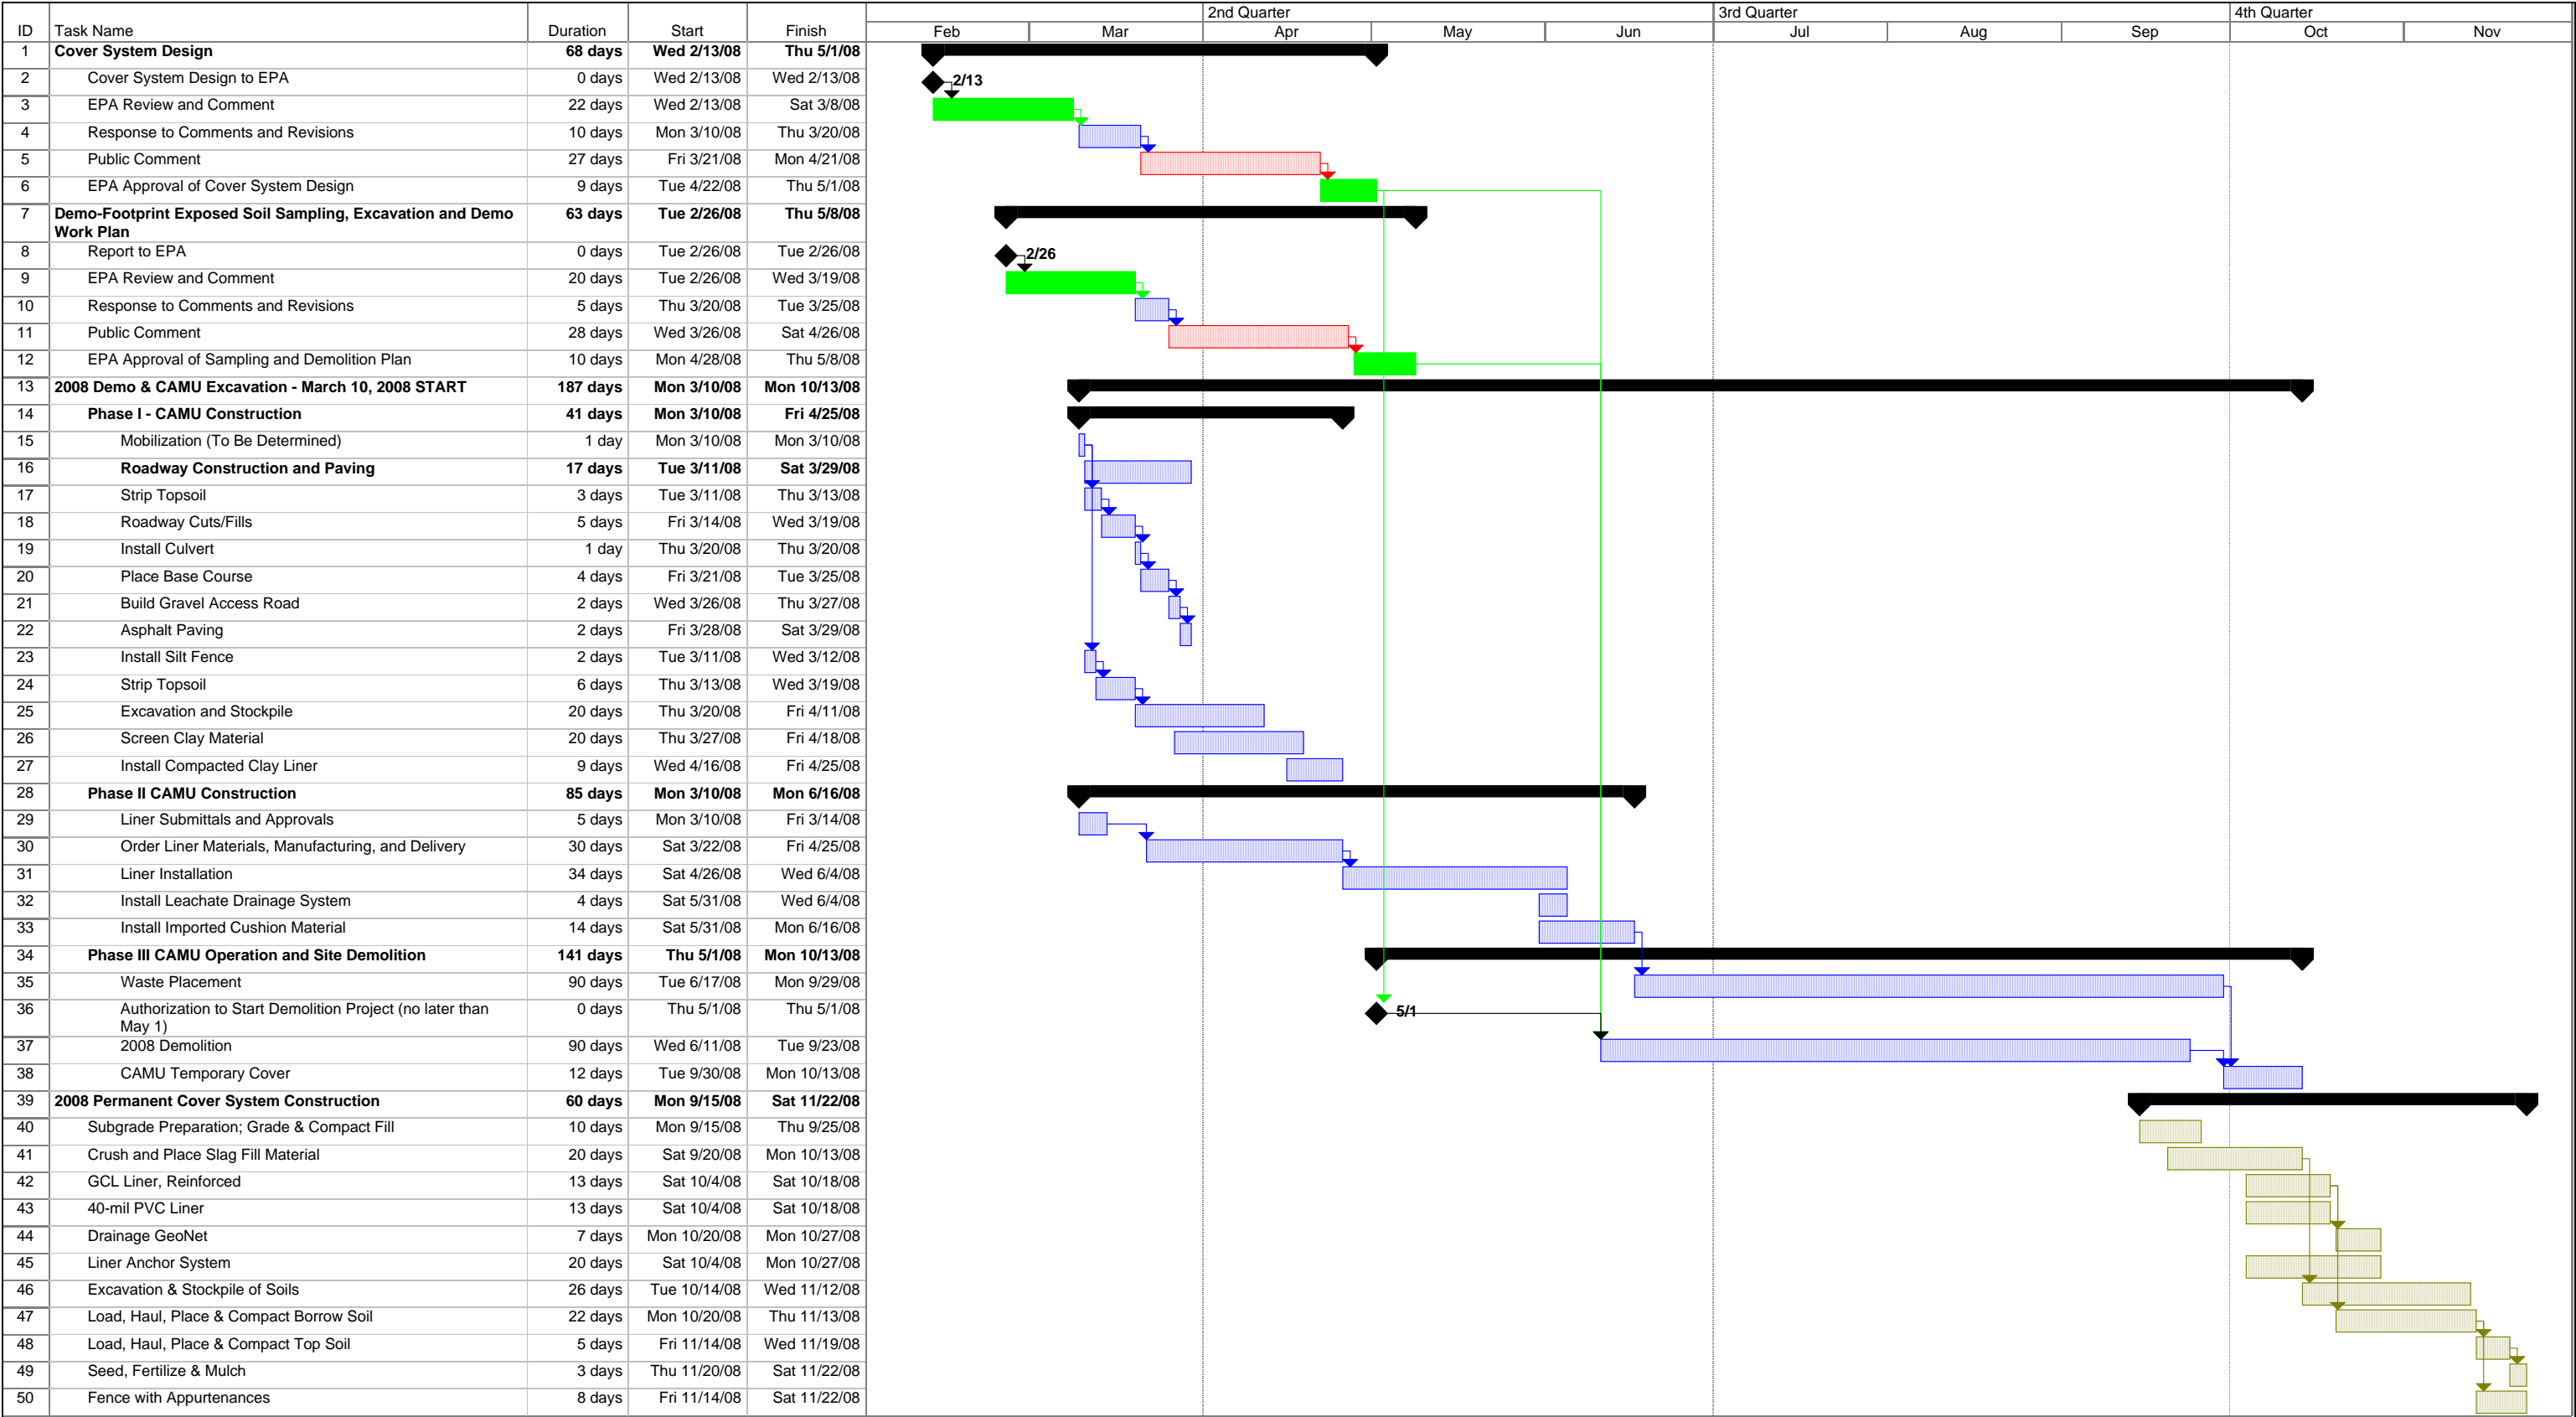 2nd Quarter 3rd Quarter 4th Quarter
ID Task Name Duration Start Finish Feb Mar Apr May Jun Jul Aug Sep Oct Nov
1 Cover System Design 68 days Wed 2/13/08 Thu 5/1/08
2 Cover System Design to EPA 0 days Wed 2/13/08 Wed 2/13/08 2/13
3 EPA Review and Comment 22 days Wed 2/13/08 Sat 3/8/08
4 Response to Comments and Revisions 10 days Mon 3/10/08 Thu 3/20/08
5 Public Comment 27 days Fri 3/21/08 Mon 4/21/08
6 EPA Approval of Cover System Design 9 days Tue 4/22/08 Thu 5/1/08
7 Demo-Footprint Exposed Soil Sampling, Excavation and Demo 63 days Tue 2/26/08 Thu 5/8/08
Work Plan
8 Report to EPA 0 days Tue 2/26/08 Tue 2/26/08 2/26
9 EPA Review and Comment 20 days Tue 2/26/08 Wed 3/19/08
10 Response to Comments and Revisions 5 days Thu 3/20/08 Tue 3/25/08
11 Public Comment 28 days Wed 3/26/08 Sat 4/26/08
12 EPA Approval of Sampling and Demolition Plan 10 days Mon 4/28/08 Thu 5/8/08
13 2008 Demo & CAMU Excavation - March 10, 2008 START 187 days Mon 3/10/08 Mon 10/13/08
14 Phase I - CAMU Construction 41 days Mon 3/10/08 Fri 4/25/08
15 Mobilization (To Be Determined) 1 day Mon 3/10/08 Mon 3/10/08
16 Roadway Construction and Paving 17 days Tue 3/11/08 Sat 3/29/08
17 Strip Topsoil 3 days Tue 3/11/08 Thu 3/13/08
18 Roadway Cuts/Fills 5 days Fri 3/14/08 Wed 3/19/08
19 Install Culvert 1 day Thu 3/20/08 Thu 3/20/08
20 Place Base Course 4 days Fri 3/21/08 Tue 3/25/08
21 Build Gravel Access Road 2 days Wed 3/26/08 Thu 3/27/08
22 Asphalt Paving 2 days Fri 3/28/08 Sat 3/29/08
23 Install Silt Fence 2 days Tue 3/11/08 Wed 3/12/08
24 Strip Topsoil 6 days Thu 3/13/08 Wed 3/19/08
25 Excavation and Stockpile 20 days Thu 3/20/08 Fri 4/11/08
26 Screen Clay Material 20 days Thu 3/27/08 Fri 4/18/08
27 Install Compacted Clay Liner 9 days Wed 4/16/08 Fri 4/25/08
28 Phase II CAMU Construction 85 days Mon 3/10/08 Mon 6/16/08
29 Liner Submittals and Approvals 5 days Mon 3/10/08 Fri 3/14/08
30 Order Liner Materials, Manufacturing, and Delivery 30 days Sat 3/22/08 Fri 4/25/08
31 Liner Installation 34 days Sat 4/26/08 Wed 6/4/08
32 Install Leachate Drainage System 4 days Sat 5/31/08 Wed 6/4/08
33 Install Imported Cushion Material 14 days Sat 5/31/08 Mon 6/16/08
34 Phase III CAMU Operation and Site Demolition 141 days Thu 5/1/08 Mon 10/13/08
35 Waste Placement 90 days Tue 6/17/08 Mon 9/29/08
36 Authorization to Start Demolition Project (no later than 0 days Thu 5/1/08 Thu 5/1/08 5/1
May 1)
37 2008 Demolition 90 days Wed 6/11/08 Tue 9/23/08
38 CAMU Temporary Cover 12 days Tue 9/30/08 Mon 10/13/08
39 2008 Permanent Cover System Construction 60 days Mon 9/15/08 Sat 11/22/08
40 Subgrade Preparation; Grade & Compact Fill 10 days Mon 9/15/08 Thu 9/25/08
41 Crush and Place Slag Fill Material 20 days Sat 9/20/08 Mon 10/13/08
42 GCL Liner, Reinforced 13 days Sat 10/4/08 Sat 10/18/08
43 40-mil PVC Liner 13 days Sat 10/4/08 Sat 10/18/08
44 Drainage GeoNet 7 days Mon 10/20/08 Mon 10/27/08
45 Liner Anchor System 20 days Sat 10/4/08 Mon 10/27/08
46 Excavation & Stockpile of Soils 26 days Tue 10/14/08 Wed 11/12/08
47 Load, Haul, Place & Compact Borrow Soil 22 days Mon 10/20/08 Thu 11/13/08
48 Load, Haul, Place & Compact Top Soil 5 days Fri 11/14/08 Wed 11/19/08
49 Seed, Fertilize & Mulch 3 days Thu 11/20/08 Sat 11/22/08
50 Fence with Appurtenances 8 days Fri 11/14/08 Sat 11/22/08